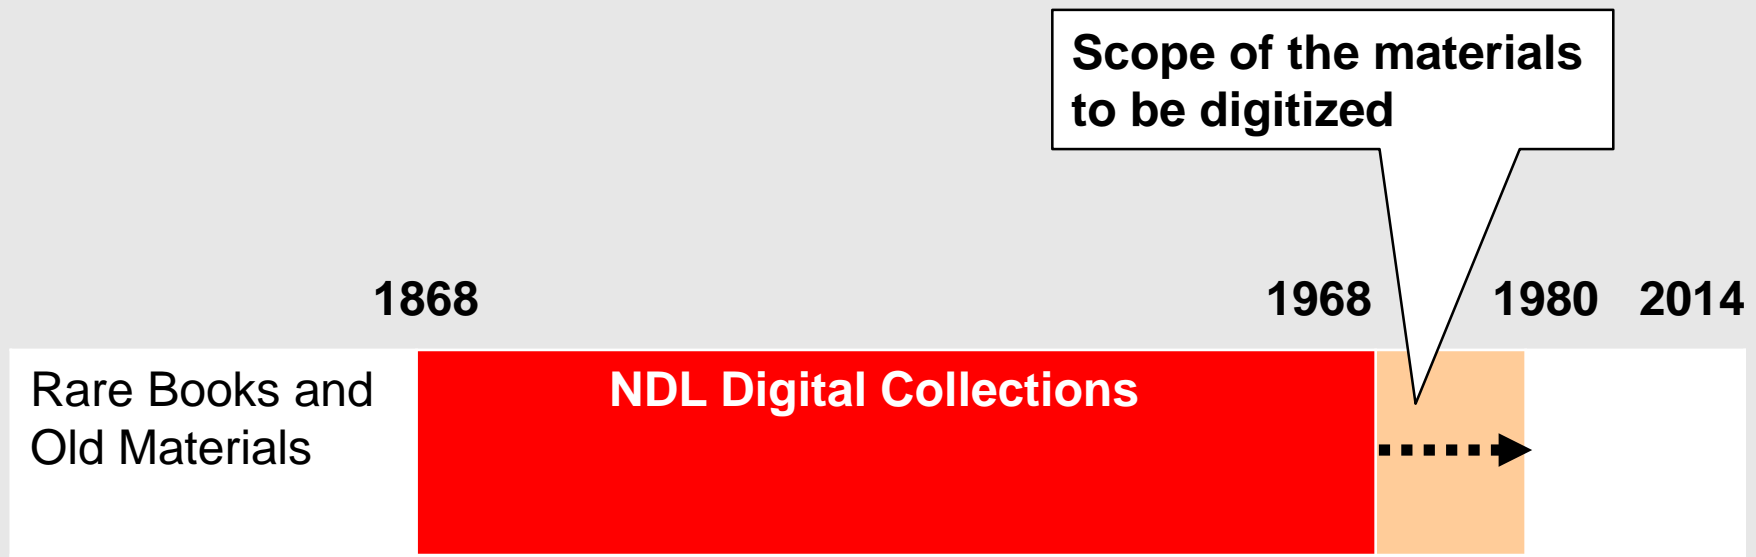 Scope of the materials
to be digitized
1868
1968
1980
2014
Rare Books and
Old Materials
NDL Digital Collections